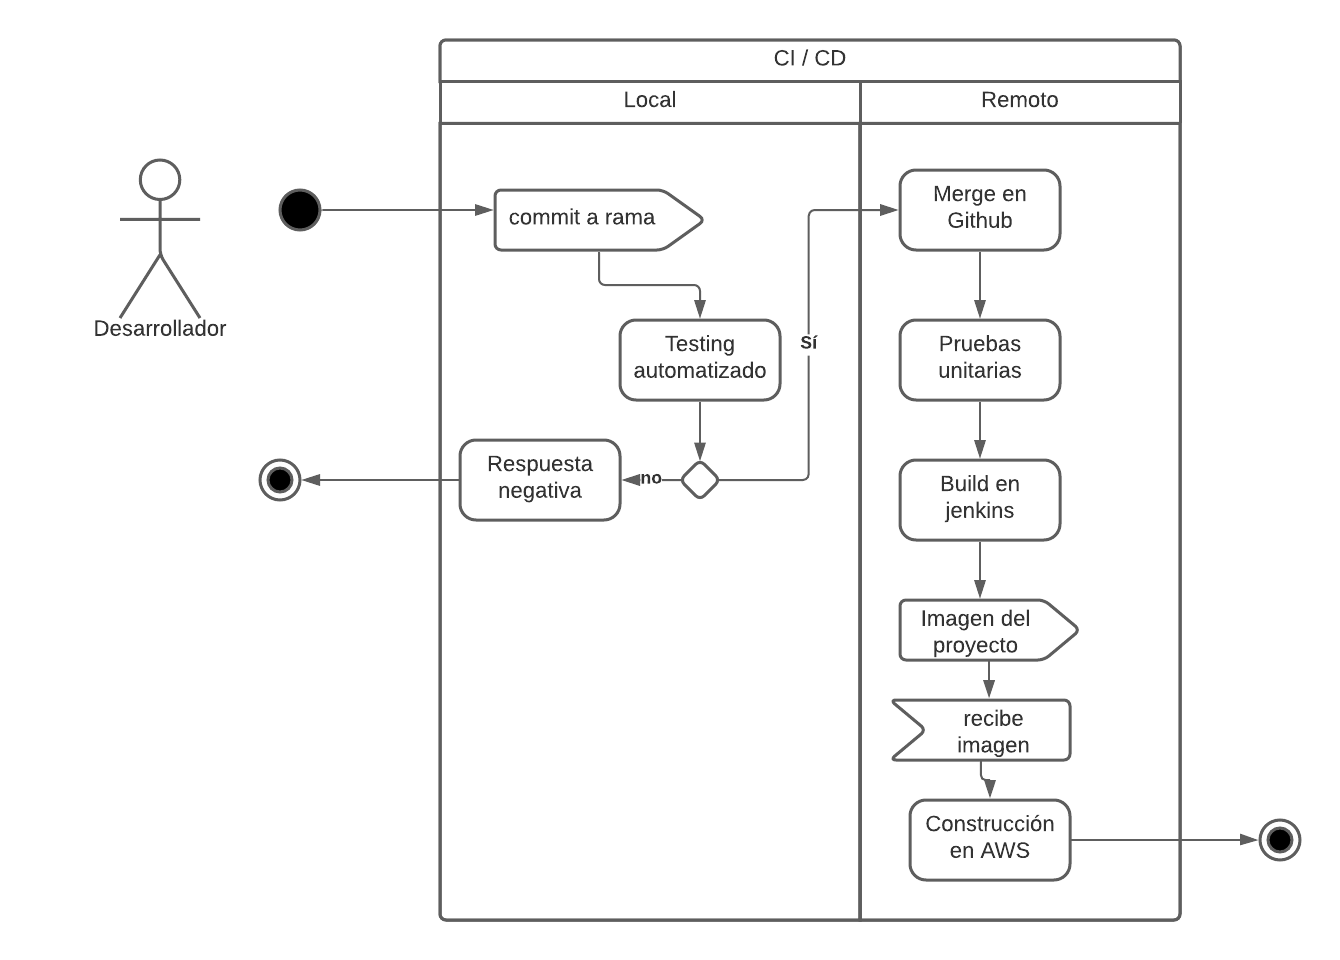 CI / CD
Local
Remoto
Desarrollador
commit a rama
Testing
automatizado
Sí
no
Respuesta
negativa
Merge en
Github
Pruebas
unitarias
Build en
jenkins
Imagen del
proyecto
recibe
imagen
Construcción
en AWS